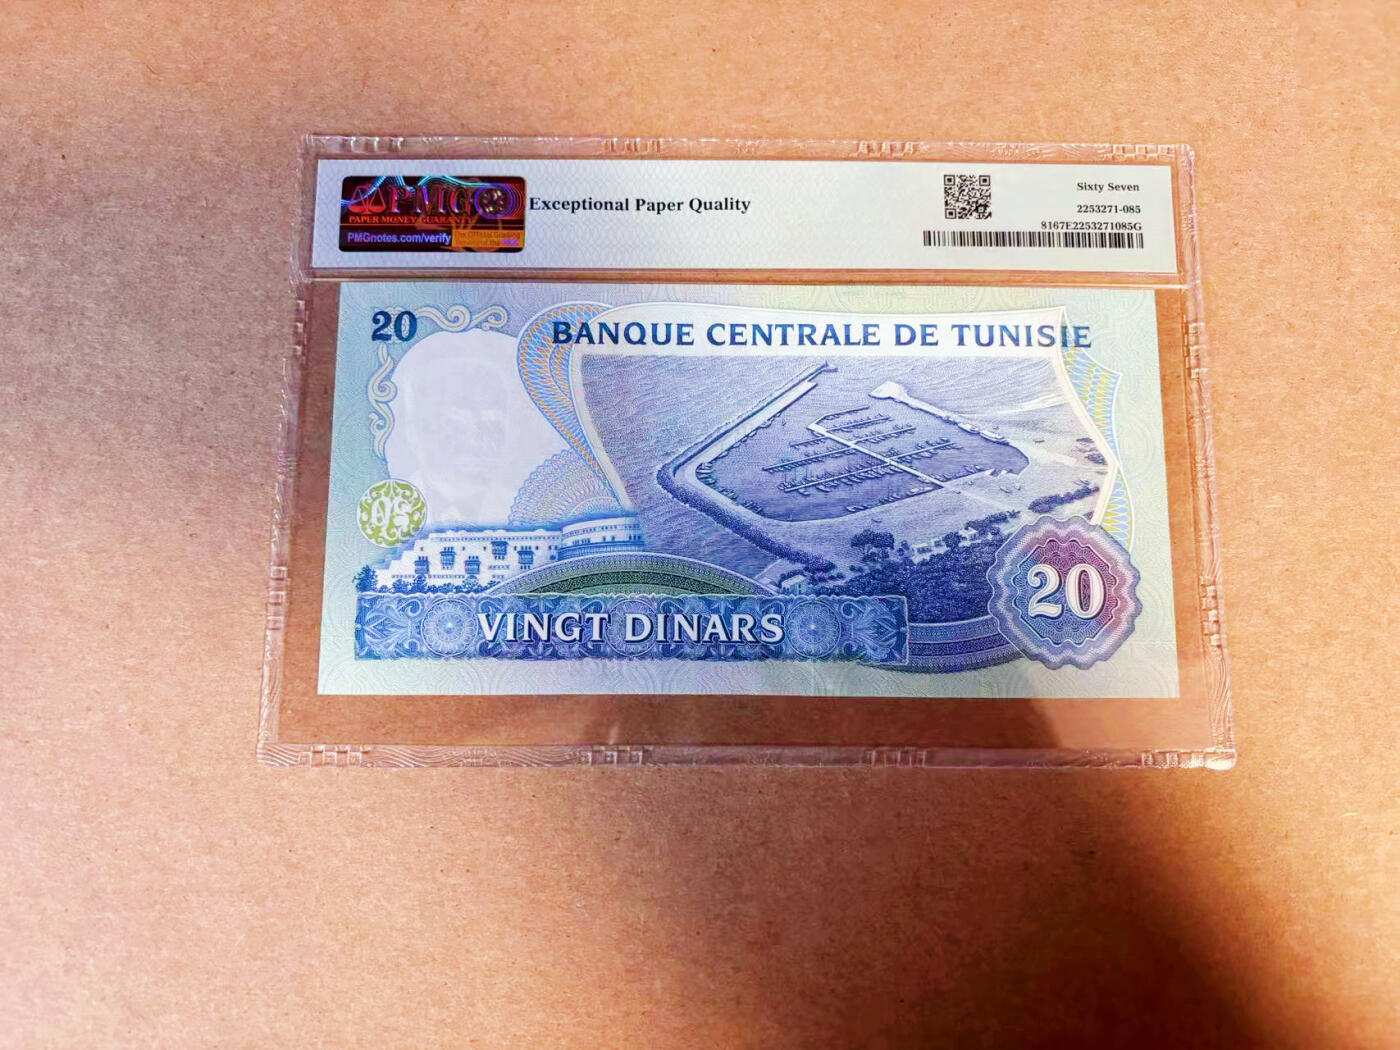 PMG
PAPER MONEY GUARANTY
PMGnotes.com/verify
Exceptional Paper Quality
Sixty Seven
2253271-085
8167E2253271085G
20
BANQUE CENTRALE DE TUNISIE
VINGT DINARS
20